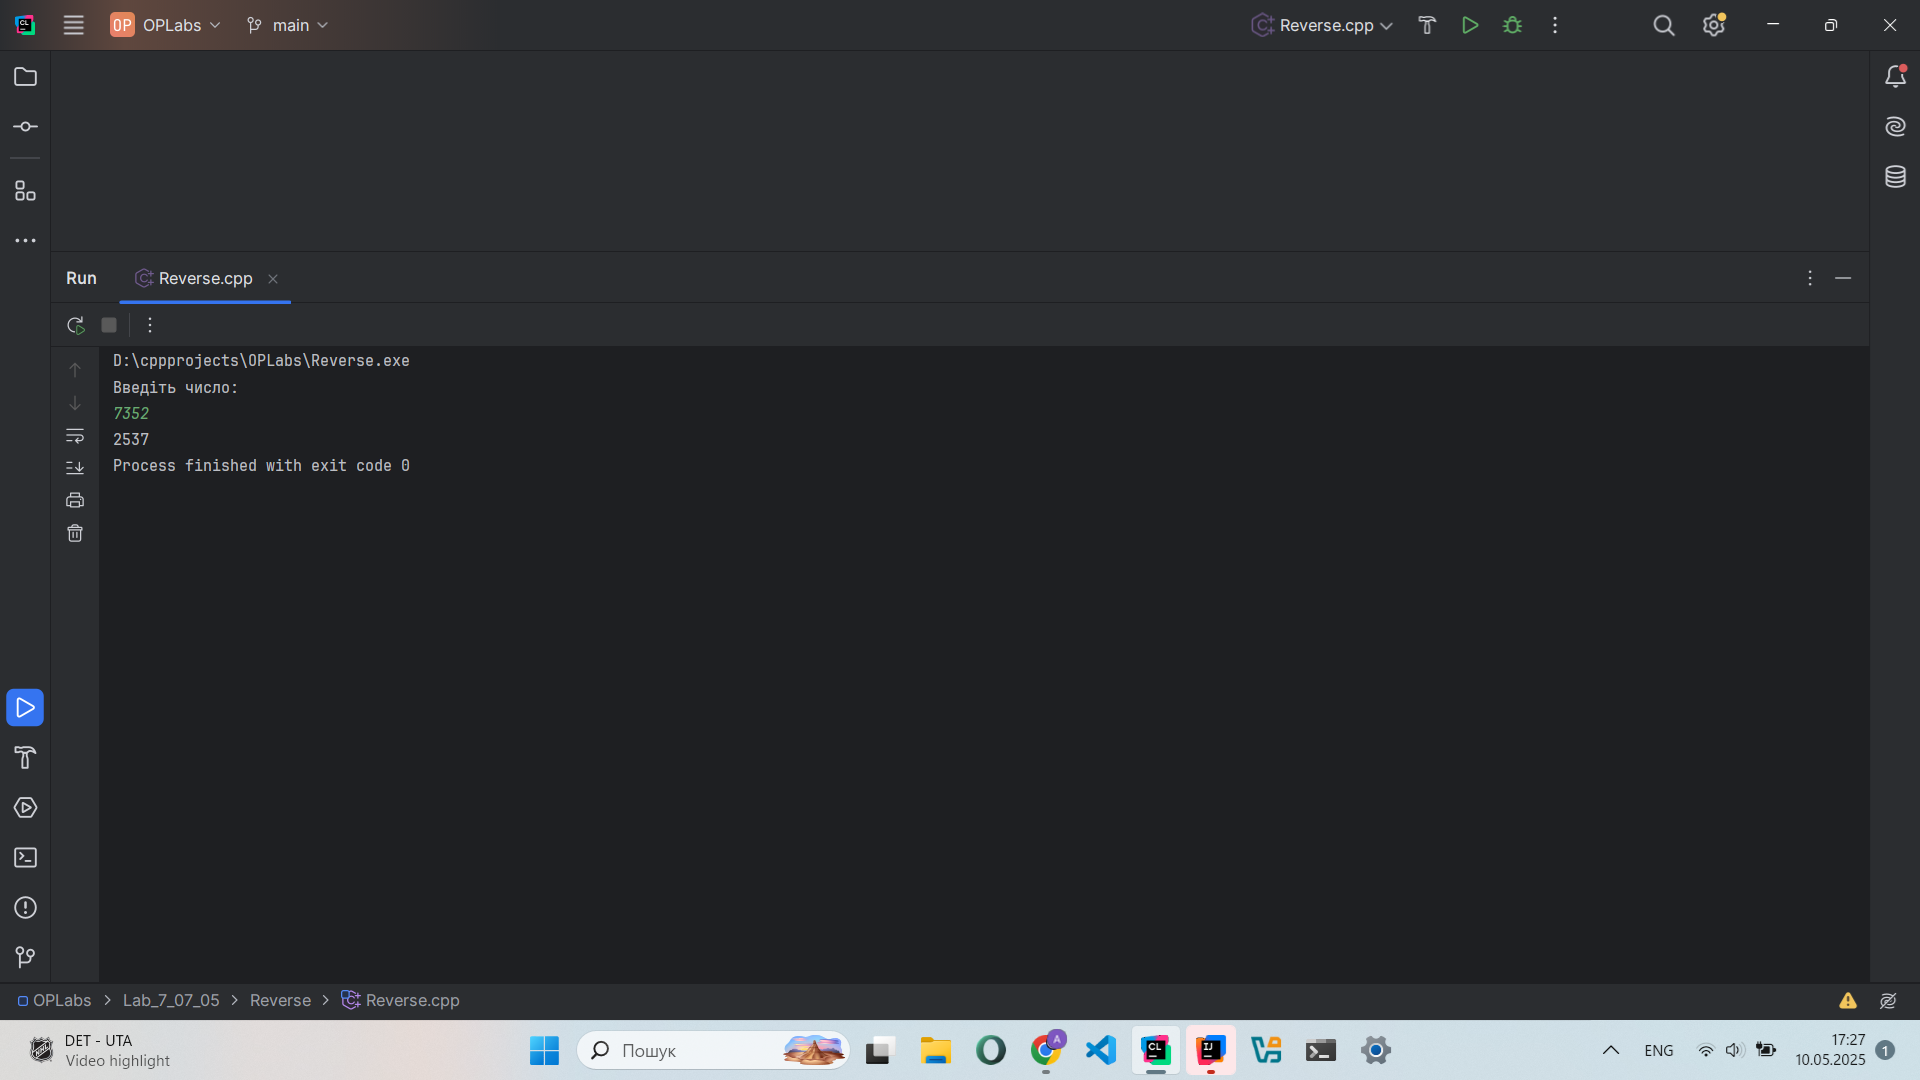 OP OPLabs main Reverse.cpp
Run Reverse.cpp
D:\cppprojects\OPLabs\Reverse.exe
Введіть число:
7352
2537
Process finished with exit code 0
OPLabs > Lab_7_07_05 > Reverse > Reverse.cpp
DET - UTA
Video highlight
Пошук
A
CL
IJ
ENG
17:27
10.05.2025
1